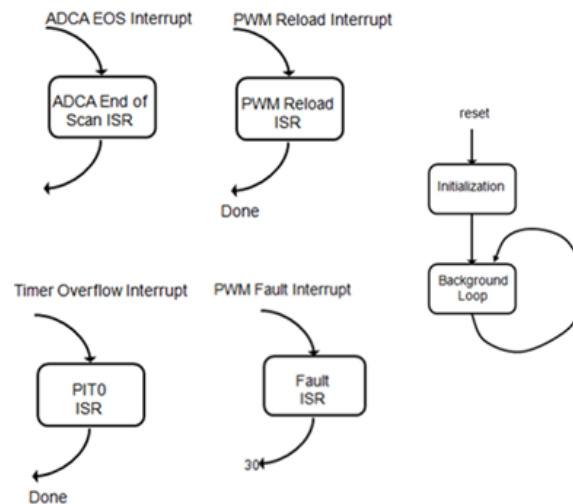 ADCA EOS Interrupt
PWM Reload Interrupt
ADCA End of
Scan ISR
PWM Reload
ISR
Done
reset
Initialization
Background
Loop
Timer Overflow Interrupt
PWM Fault Interrupt
PIT0
ISR
Fault
ISR
Done
30